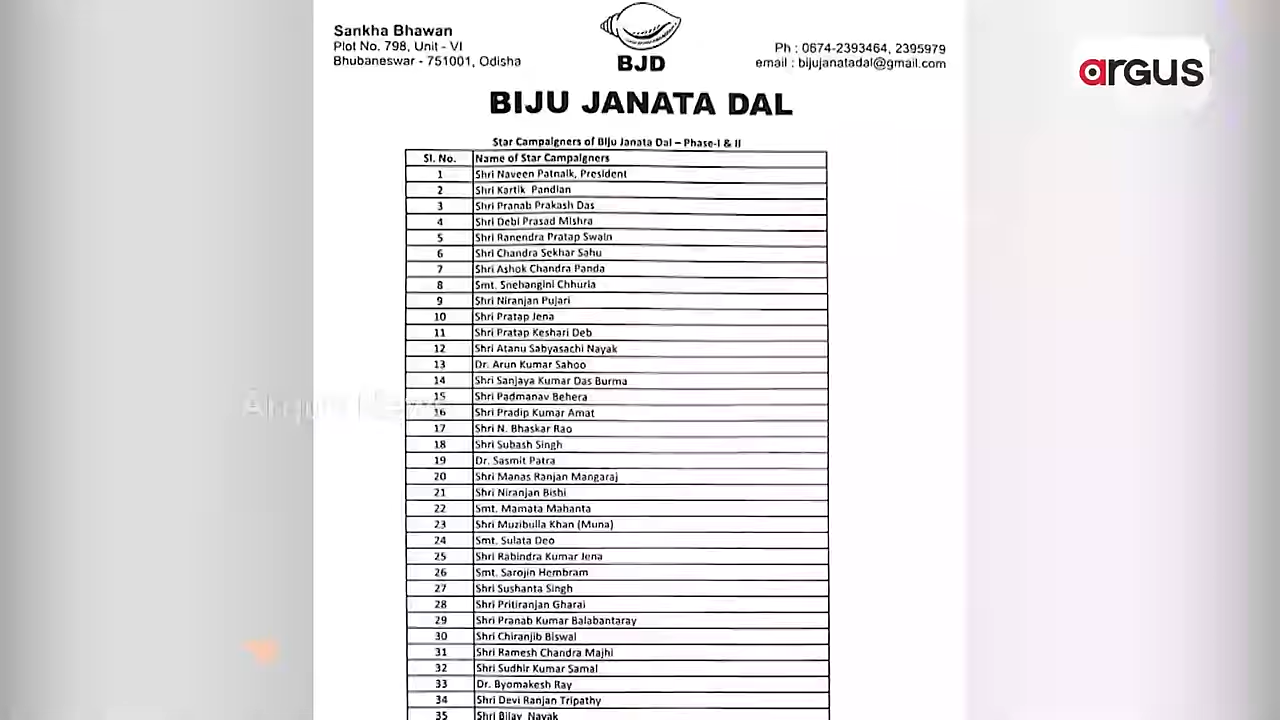 Sankha Bhawan
Plot No. 798, Unit - VI
Bhubaneswar - 751001, Odisha
BJD
Ph : 0674-2393464, 2395979
email : bijujanatadal@gmail.com
argus
BIJU JANATA DAL
Star Campaigners of Biju Janata Dal – Phase-I & II
Sl. No. Name of Star Campaigners
1 Shri Naveen Patnaik, President
2 Shri Kartik Pandian
3 Shri Pranab Prakash Das
4 Shri Debi Prasad Mishra
5 Shri Ranendra Pratap Swain
6 Shri Chandra Sekhar Sahu
7 Shri Ashok Chandra Panda
8 Smt. Snehangini Chhuria
9 Shri Niranjan Pujari
10 Shri Pratap Jena
11 Shri Pratap Keshari Deb
12 Shri Atanu Sabyasachi Nayak
13 Dr. Arun Kumar Sahoo
14 Shri Sanjaya Kumar Das Burma
15 Shri Padmanav Behera
16 Shri Pradip Kumar Amat
17 Shri N. Bhaskar Rao
18 Shri Subash Singh
19 Dr. Sasmit Patra
20 Shri Manas Ranjan Mangaraj
21 Shri Niranjan Bishi
22 Smt. Mamata Mahanta
23 Shri Muzibulla Khan (Muna)
24 Smt. Sulata Deo
25 Shri Rabindra Kumar Jena
26 Smt. Sarojin Hembram
27 Shri Sushanta Singh
28 Shri Pritiranjan Gharai
29 Shri Pranab Kumar Balabantaray
30 Shri Chiranjib Biswal
31 Shri Ramesh Chandra Majhi
32 Shri Sudhir Kumar Samal
33 Dr. Byomakesh Ray
34 Shri Devi Ranjan Tripathy
35 Shri Bijay Nayak